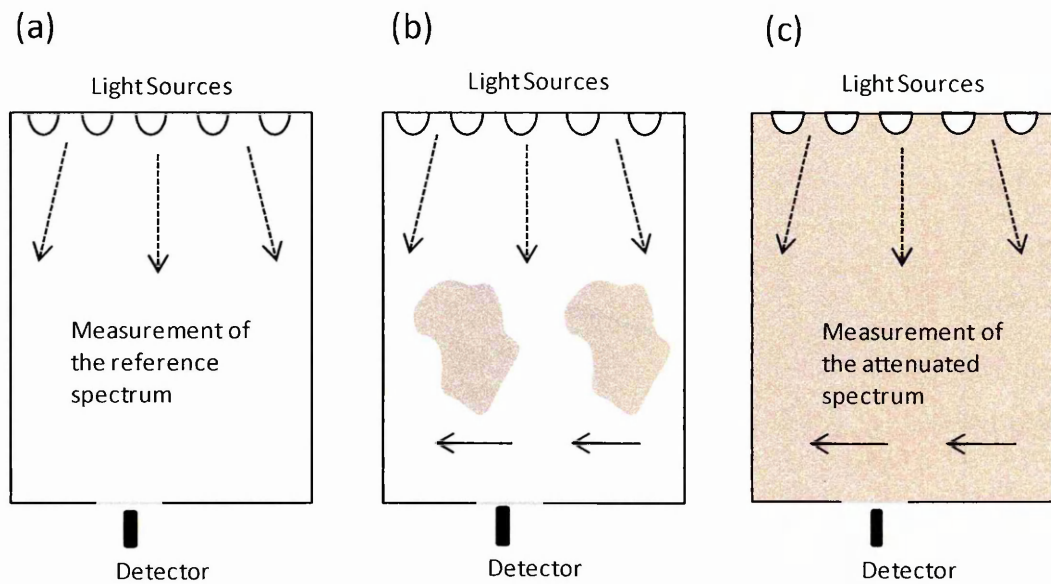 (a)
Light Sources
Measurement of
the reference
spectrum
Detector
(b)
Light Sources
Detector
(c)
Light Sources
Measurement of
the attenuated
spectrum
Detector